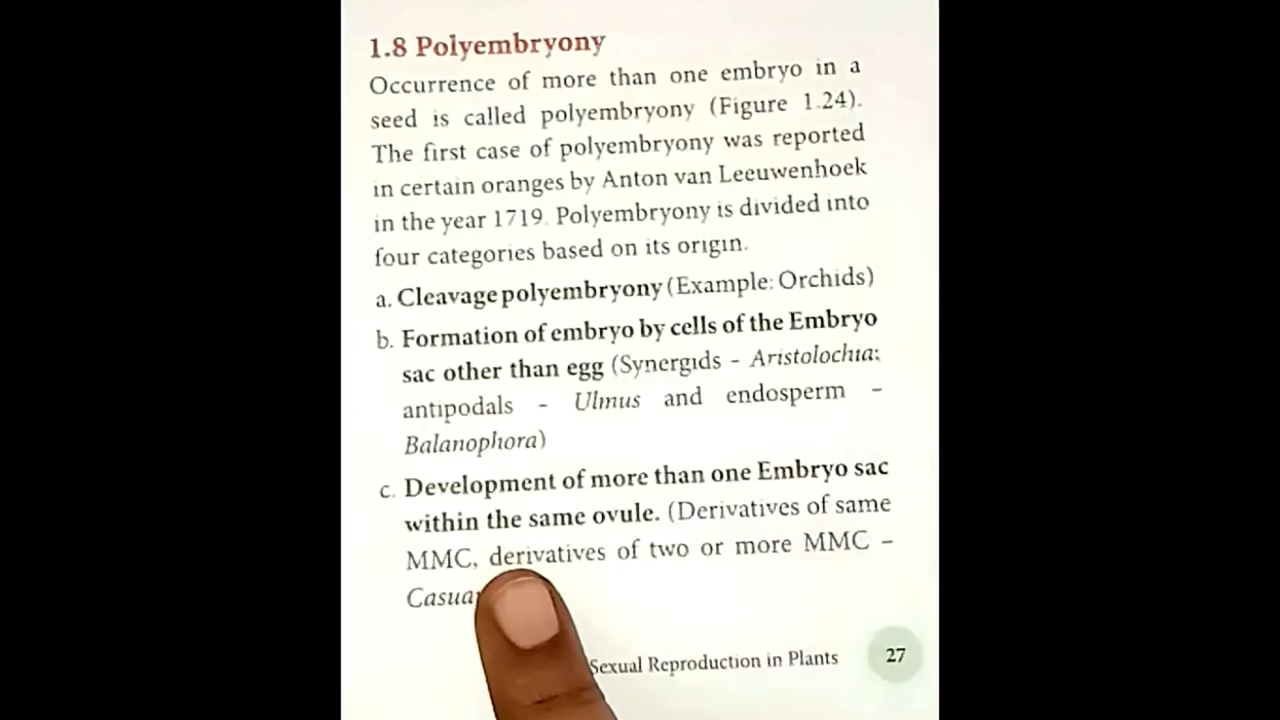 1.8 Polyembryony
Occurrence of more than one embryo in a
seed is called polyembryony (Figure 1.24).
The first case of polyembryony was reported
in certain oranges by Anton van Leeuwenhoek
in the year 1719. Polyembryony is divided into
four categories based on its origin.
a. Cleavage polyembryony (Example: Orchids)
b. Formation of embryo by cells of the Embryo
sac other than egg (Synergids - Aristolochia;
antipodals - Ulmus and endosperm -
Balanophora)
c. Development of more than one Embryo sac
within the same ovule. (Derivatives of same
MMC, derivatives of two or more MMC –
Sexual Reproduction in Plants
27